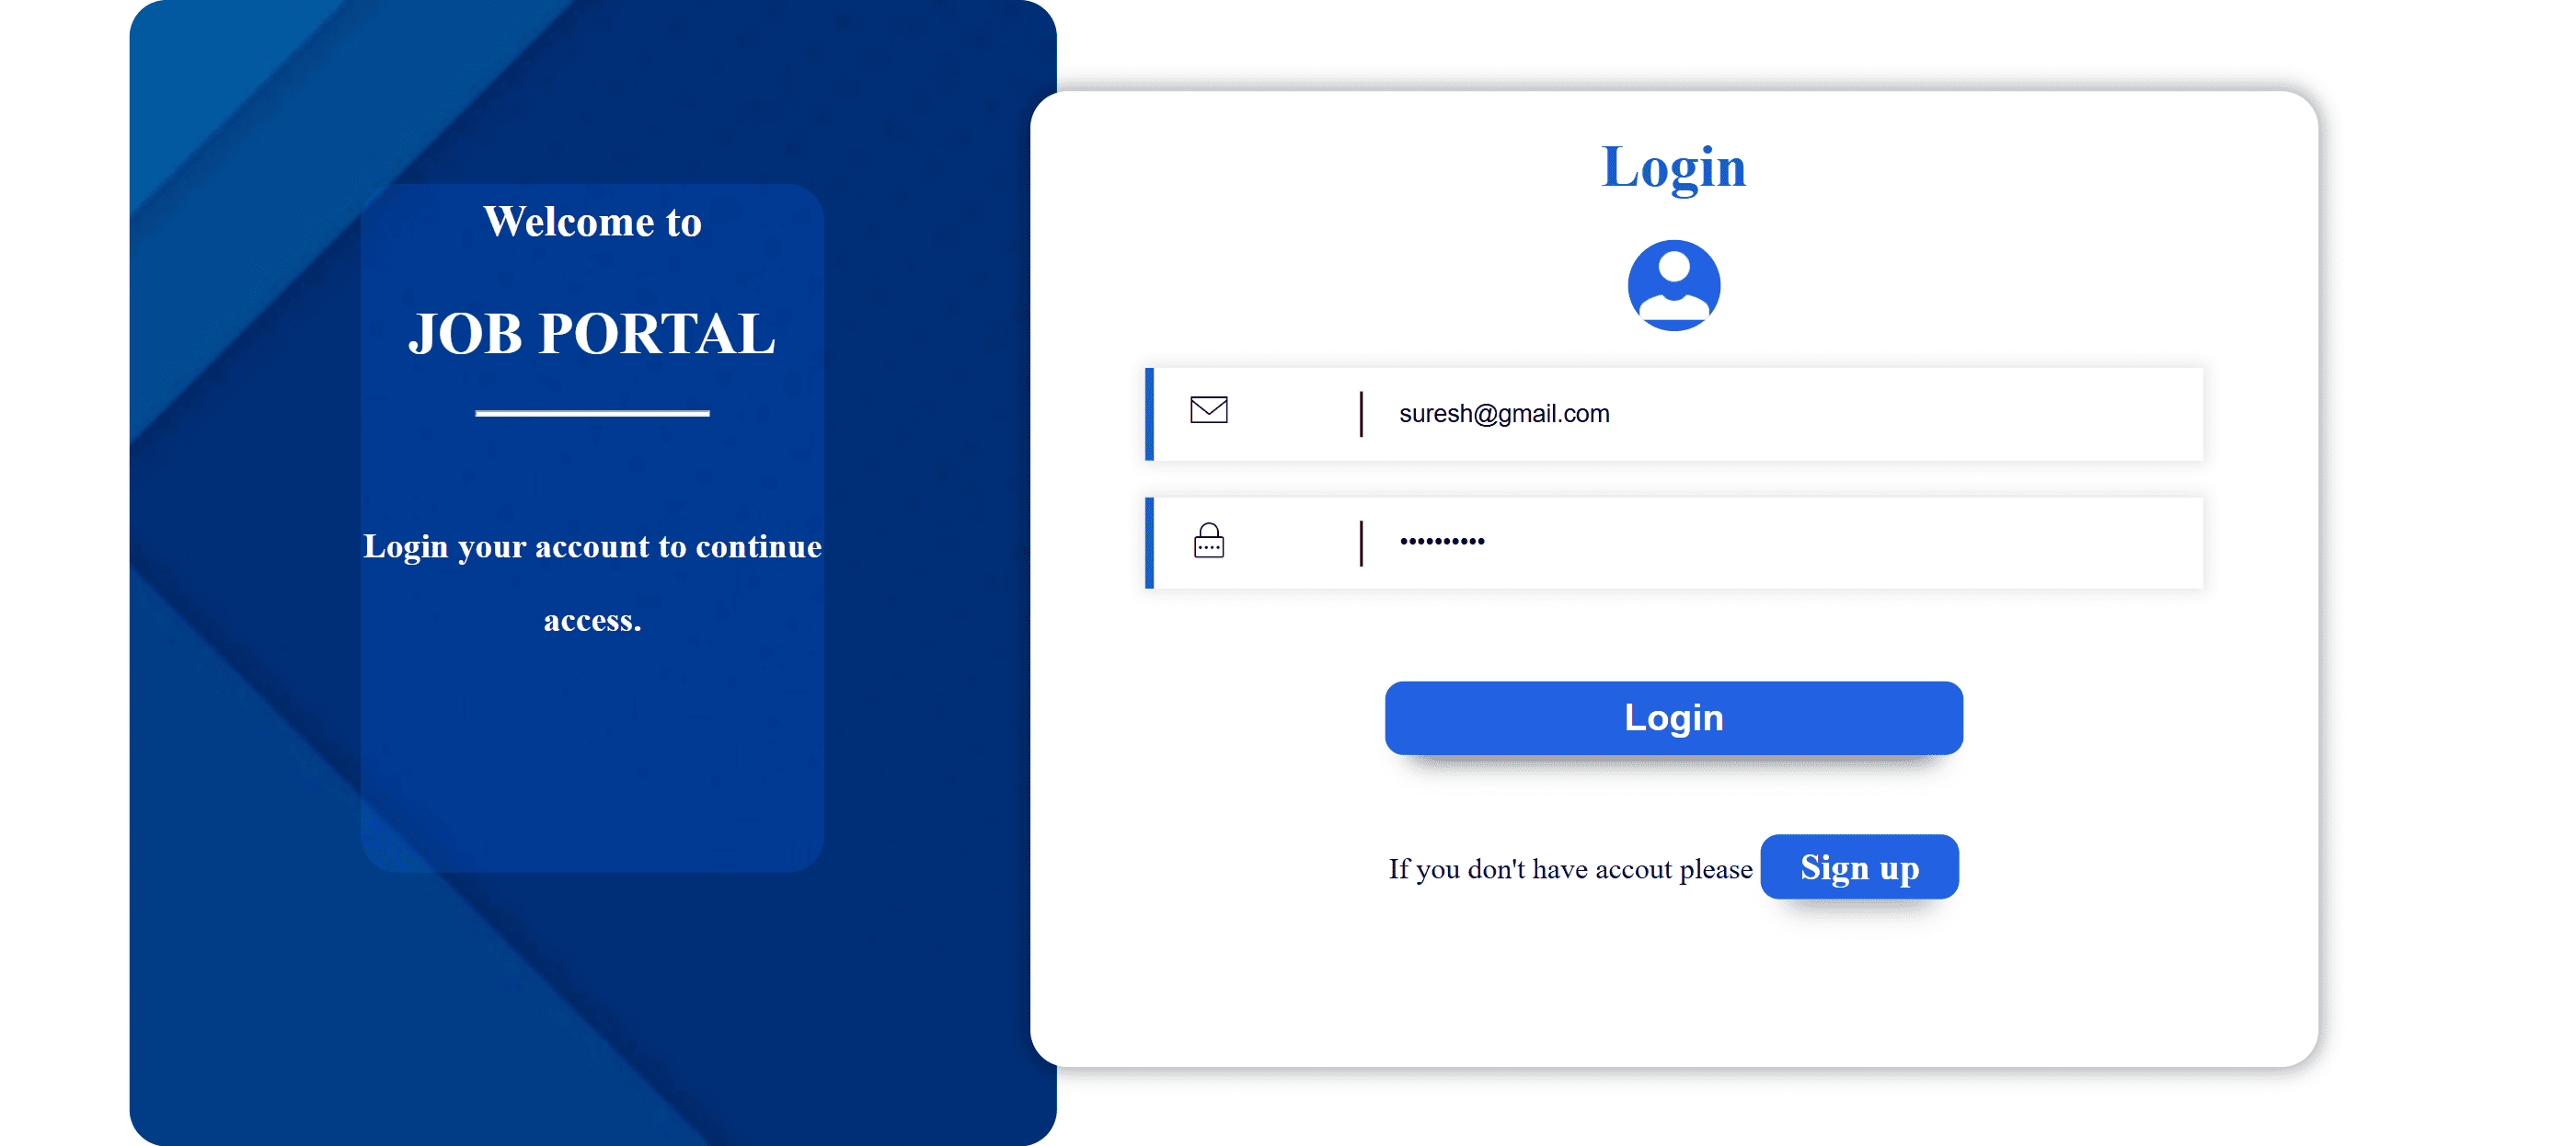 Welcome to
JOB PORTAL
Login your account to continue
access.
Login
suresh@gmail.com
••••••••••
Login
If you don't have accout please Sign up